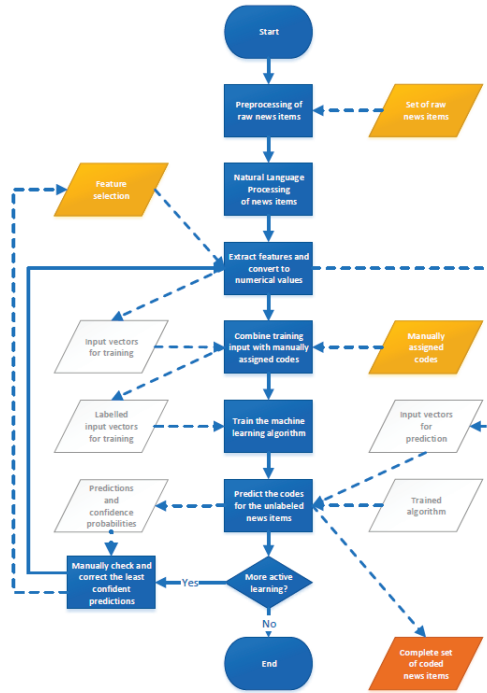 Start
Preprocessing of
raw news items
Set of raw
news items
Feature
selection
Natural Language
Processing
of news items
Extract features and
convert to
numerical values
Input vectors
for training
Combine training
input with manually
assigned codes
Manually
assigned
codes
Labelled
input vectors
for training
Train the machine
learning algorithm
Input vectors
for
prediction
Predictions
and
confidence
probabilities
Predict the codes
for the unlabeled
news items
Trained
algorithm
Manually check and
correct the least
confident
predictions
Yes
More active
learning?
No
End
Complete set
of coded
news items